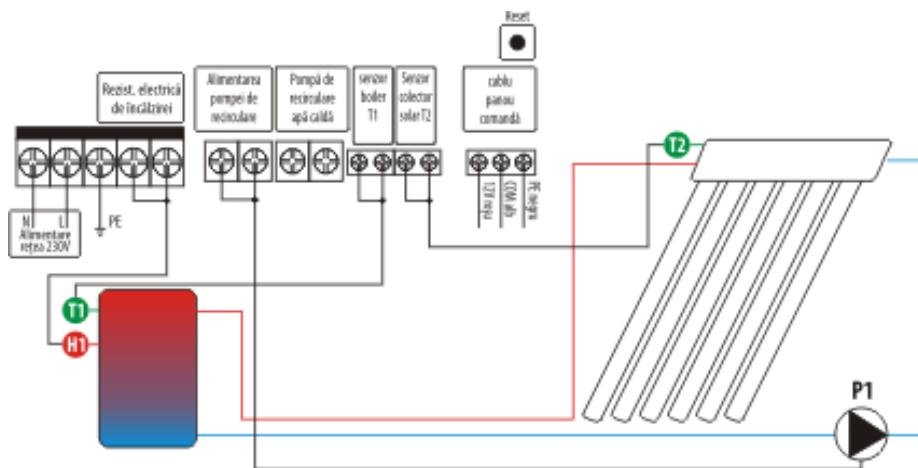 Reset
Rezist. electrică
de încălzirei
Alimentarea
pompei de
recirculare
Pompă de
recirculare
apă caldă
senzor
boiler
T1
Senzor
colector
solar T2
cablu
panou
comandă
12V roșu
COM alb
PE negru
N
L
PE
Alimentare
rețea 230V
T1
H1
T2
P1